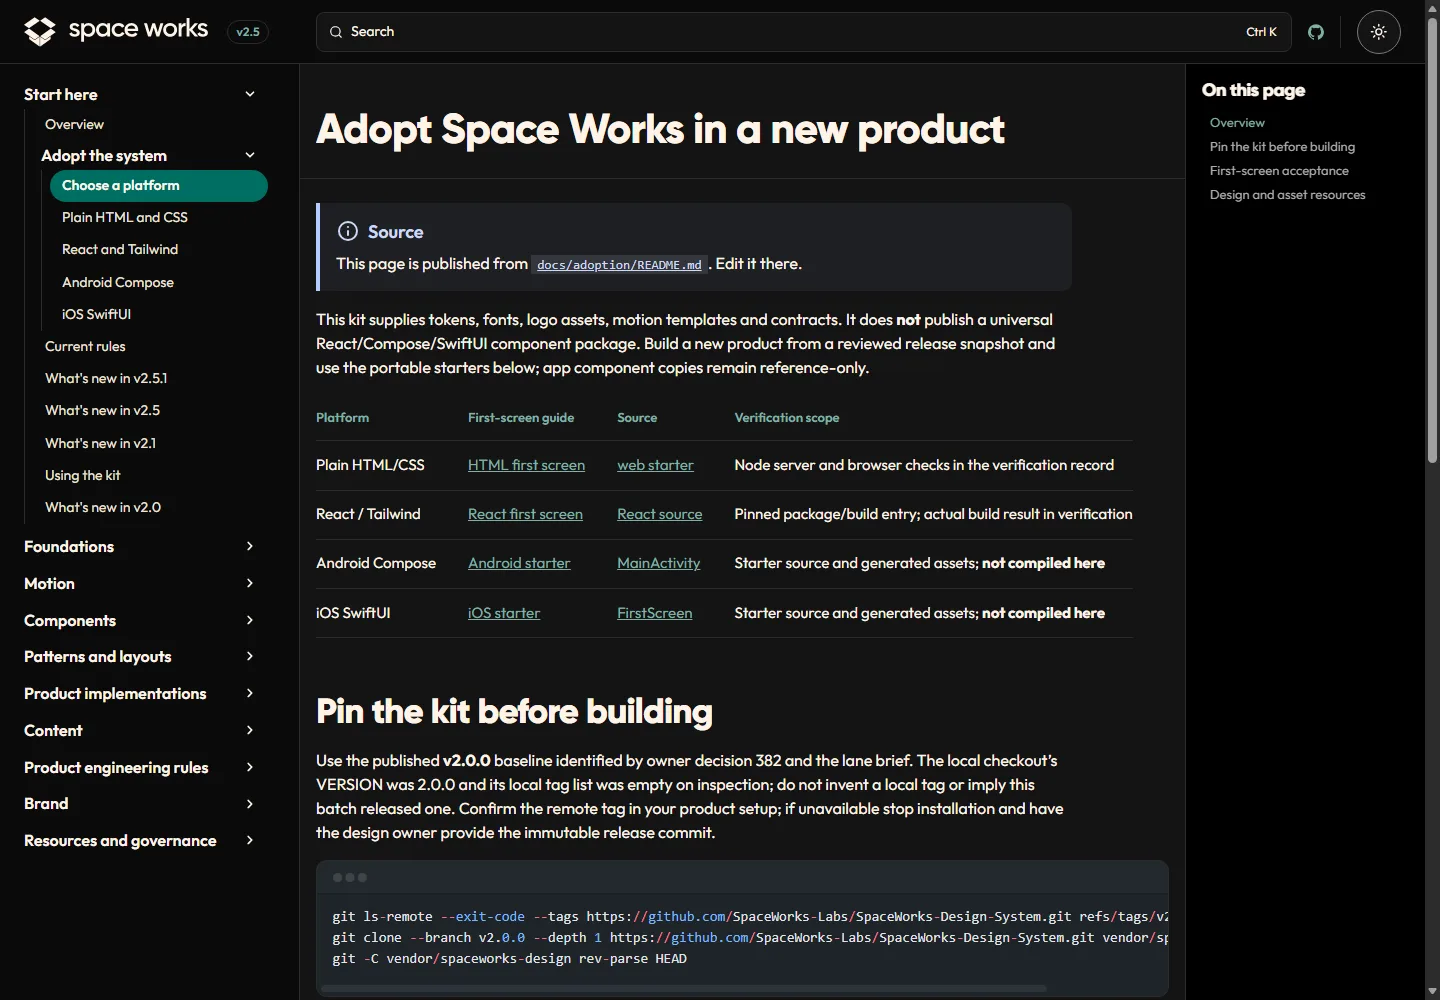 space works
v2.5
Search
Ctrl K
Start here
Overview
Adopt the system
Choose a platform
Plain HTML and CSS
React and Tailwind
Android Compose
iOS SwiftUI
Current rules
What's new in v2.5.1
What's new in v2.5
What's new in v2.1
Using the kit
What's new in v2.0
Foundations
Motion
Components
Patterns and layouts
Product implementations
Content
Product engineering rules
Brand
Resources and governance
Adopt Space Works in a new product
Source
This page is published from docs/adoption/README.md. Edit it there.
This kit supplies tokens, fonts, logo assets, motion templates and contracts. It does not publish a universal
React/Compose/SwiftUI component package. Build a new product from a reviewed release snapshot and
use the portable starters below; app component copies remain reference-only.
Platform First-screen guide Source Verification scope
Plain HTML/CSS HTML first screen web starter Node server and browser checks in the verification record
React / Tailwind React first screen React source Pinned package/build entry; actual build result in verification
Android Compose Android starter MainActivity Starter source and generated assets; not compiled here
iOS SwiftUI iOS starter FirstScreen Starter source and generated assets; not compiled here
Pin the kit before building
Use the published v2.0.0 baseline identified by owner decision 382 and the lane brief. The local checkout's
VERSION was 2.0.0 and its local tag list was empty on inspection; do not invent a local tag or imply this
batch released one. Confirm the remote tag in your product setup; if unavailable stop installation and have
the design owner provide the immutable release commit.
git ls-remote --exit-code --tags https://github.com/SpaceWorks-Labs/SpaceWorks-Design-System.git refs/tags/v2
git clone --branch v2.0.0 --depth 1 https://github.com/SpaceWorks-Labs/SpaceWorks-Design-System.git vendor/sp
git -C vendor/spaceworks-design rev-parse HEAD
On this page
Overview
Pin the kit before building
First-screen acceptance
Design and asset resources